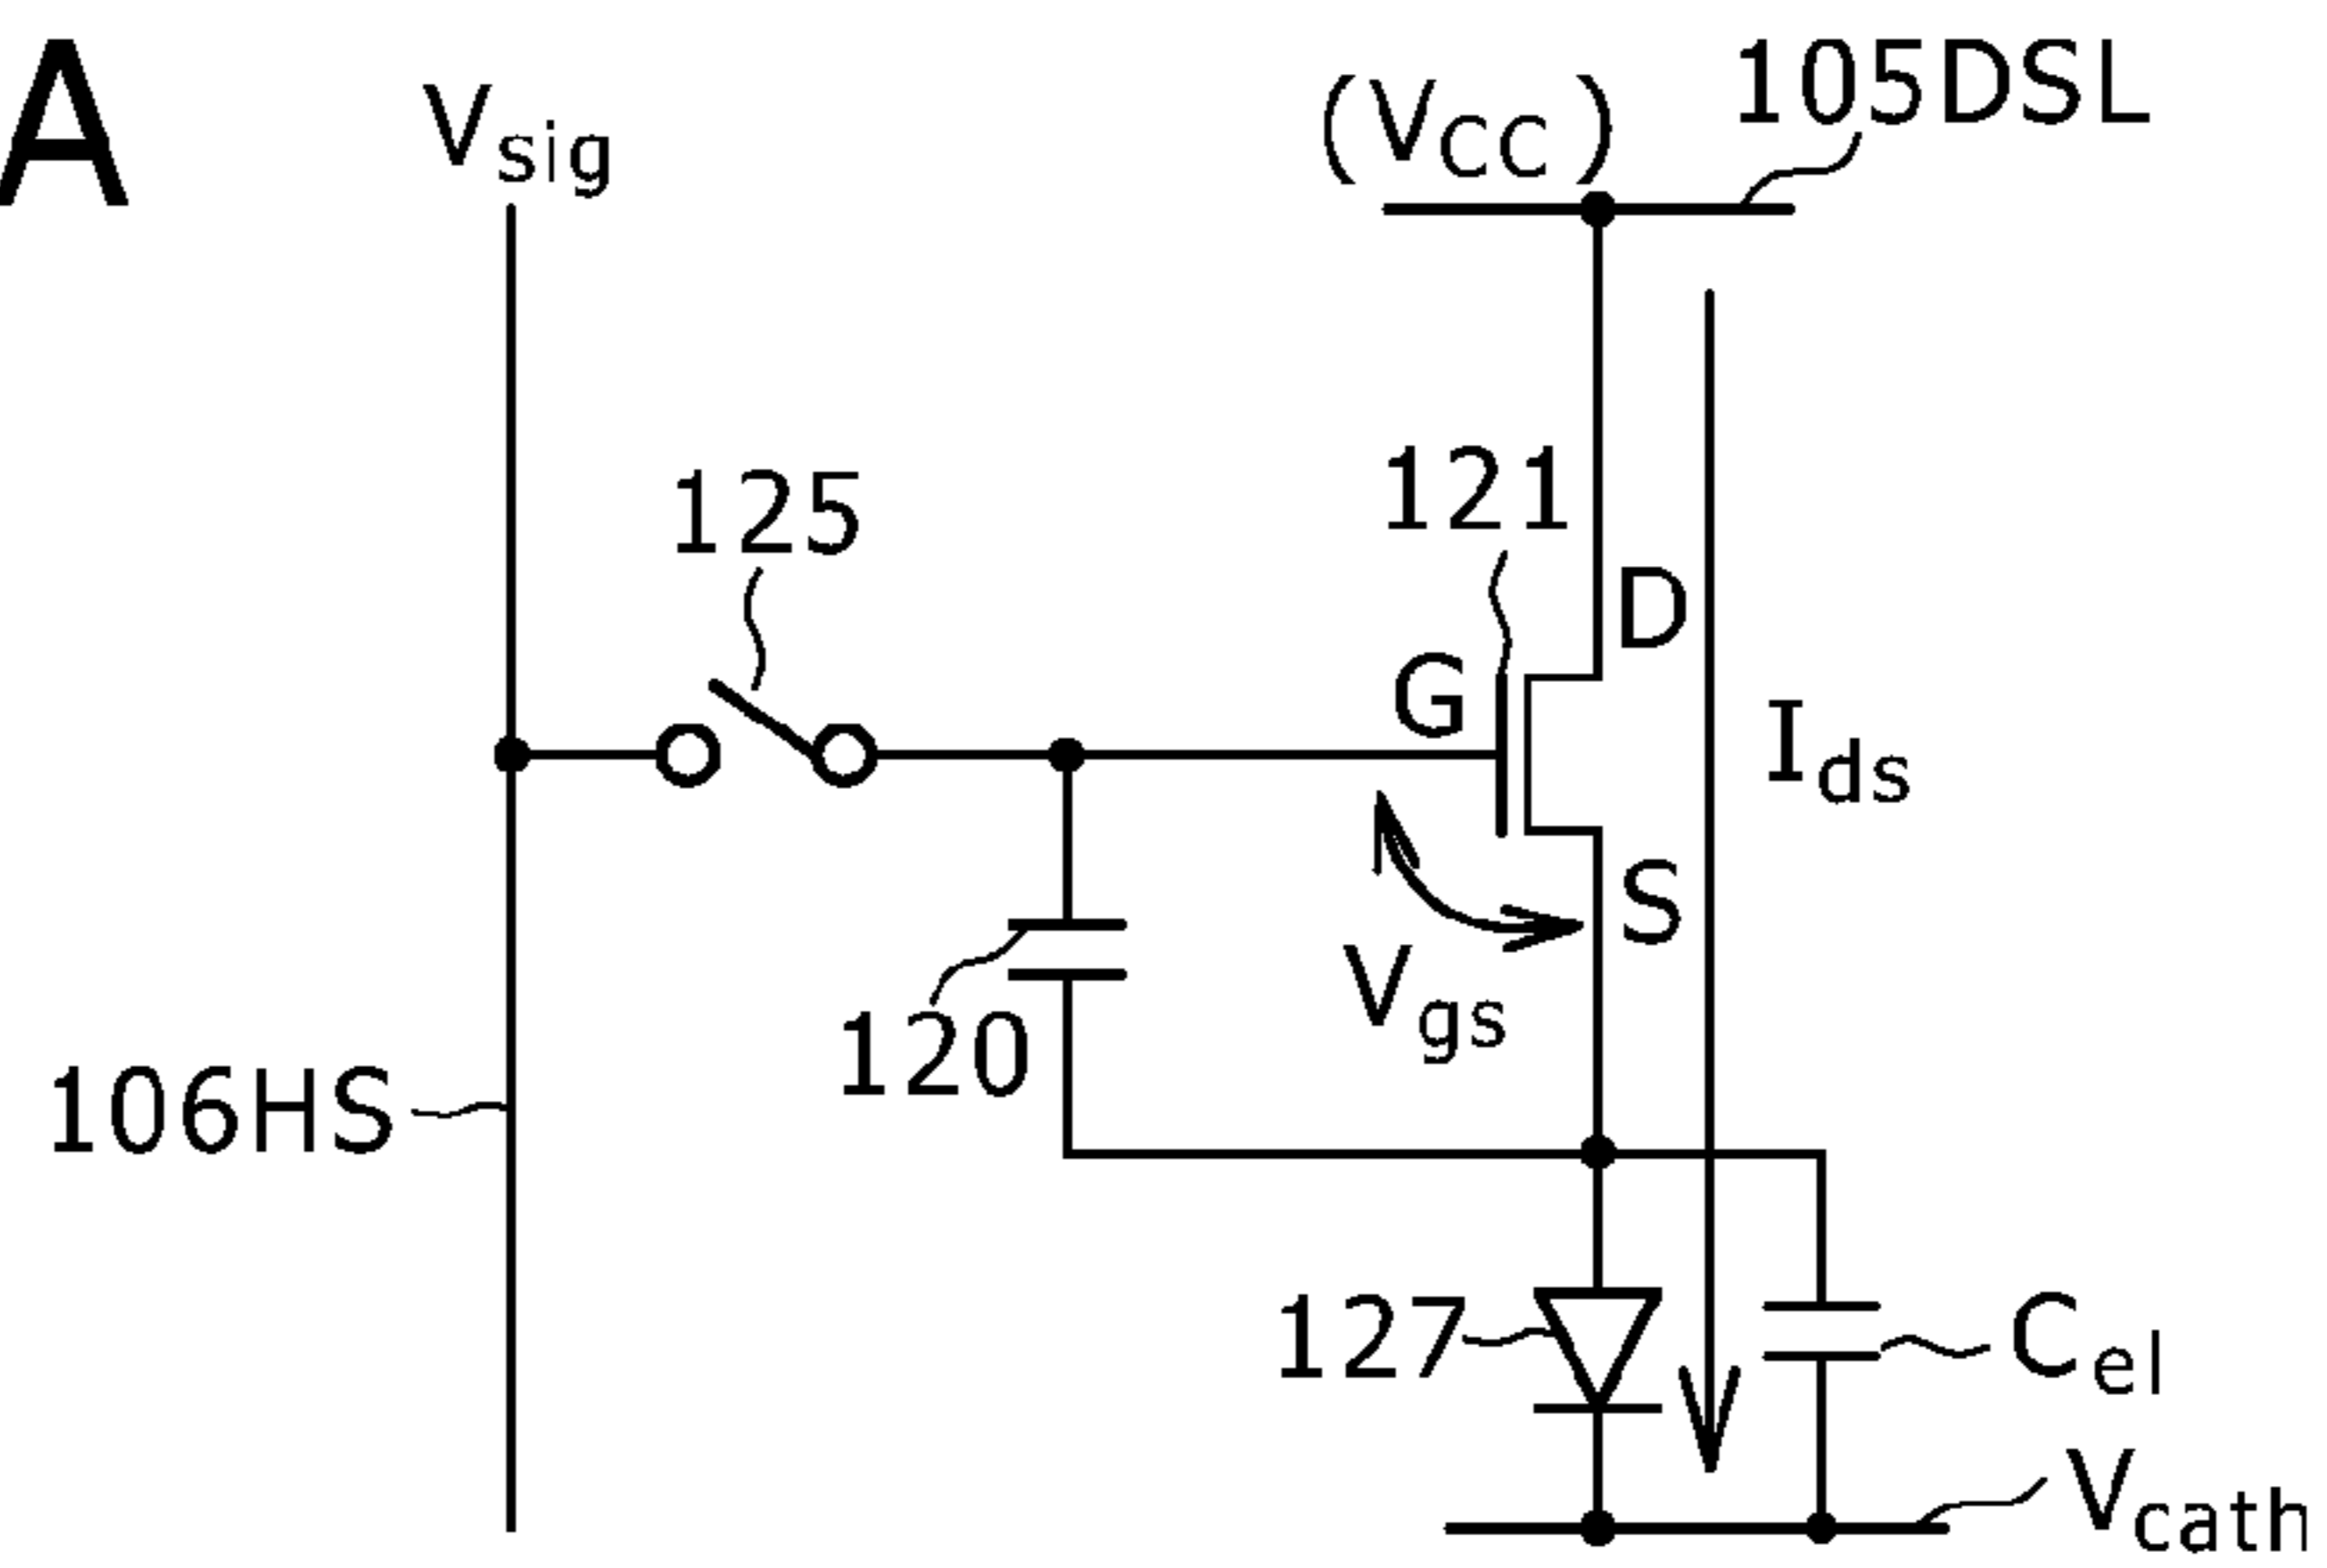 A
Vsig
(VCC)
105DSL
125
121
D
G
Ids
S
Vgs
120
106HS
127
Cel
Vcath